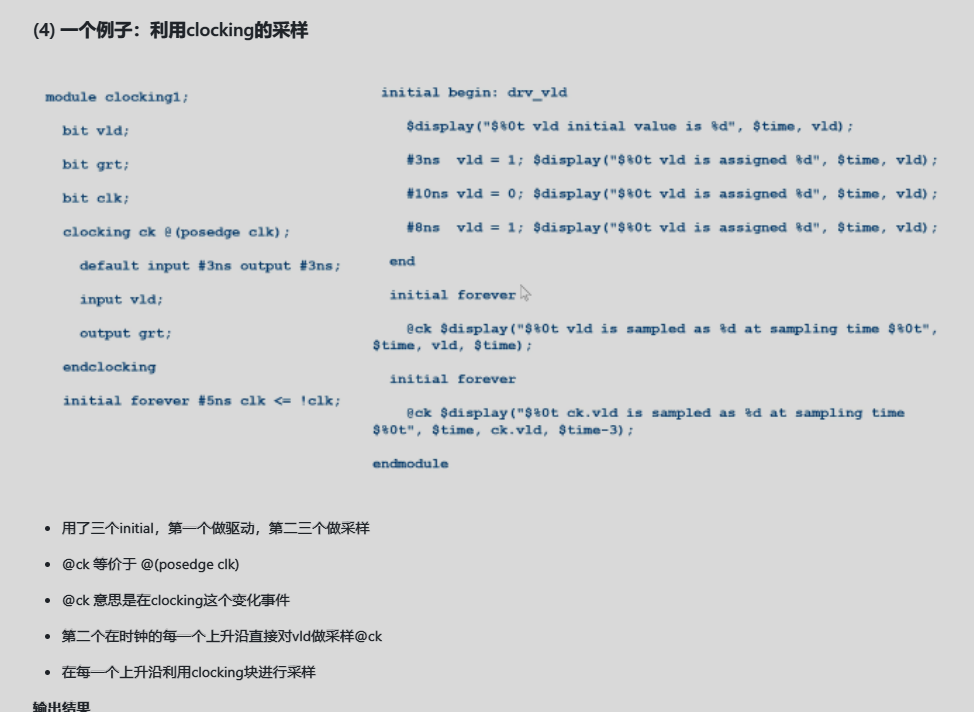 (4) 一个例子：利用clocking的采样
module clocking1;
bit vld;
bit grt;
bit clk;
clocking ck @(posedge clk);
default input #3ns output #3ns;
input vld;
output grt;
endclocking
initial forever #5ns clk <= !clk;
initial begin: drv_vld
$display("$%0t vld initial value is %d", $time, vld);
#3ns  vld = 1; $display("$%0t vld is assigned %d", $time, vld);
#10ns vld = 0; $display("$%0t vld is assigned %d", $time, vld);
#8ns  vld = 1; $display("$%0t vld is assigned %d", $time, vld);
end
initial forever
@ck $display("$%0t vld is sampled as %d at sampling time $%0t",
$time, vld, $time);
initial forever
@ck $display("$%0t ck.vld is sampled as %d at sampling time
$%0t", $time, ck.vld, $time-3);
endmodule
用了三个initial，第一个做驱动，第二三个做采样
@ck 等价于 @(posedge clk)
@ck 意思是在clocking这个变化事件
第二个在时钟的每一个上升沿直接对vld做采样@ck
在每一个上升沿利用clocking块进行采样
输出结果